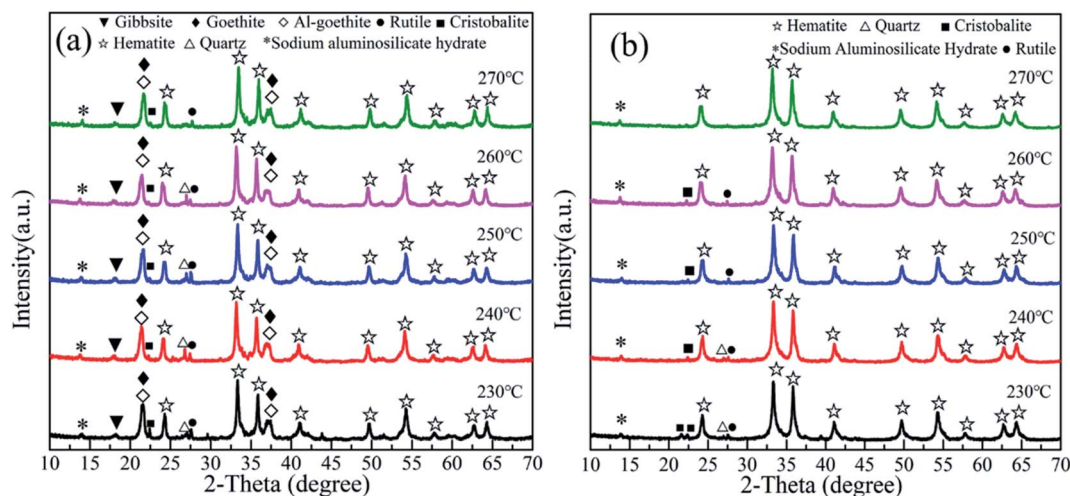 (a)
▼ Gibbsite ◆ Goethite ◇ Al-goethite ● Rutile ■ Cristobalite
☆ Hematite △ Quartz *Sodium aluminosilicate hydrate
270℃
260℃
250℃
240℃
230℃
Intensity(a.u.)
10 15 20 25 30 35 40 45 50 55 60 65 70
2-Theta (degree)
(b)
☆ Hematite △ Quartz ■ Cristobalite
*Sodium Aluminosilicate Hydrate ● Rutile
270℃
260℃
250℃
240℃
230℃
Intensity(a.u.)
10 15 20 25 30 35 40 45 50 55 60 65 70
2-Theta (degree)